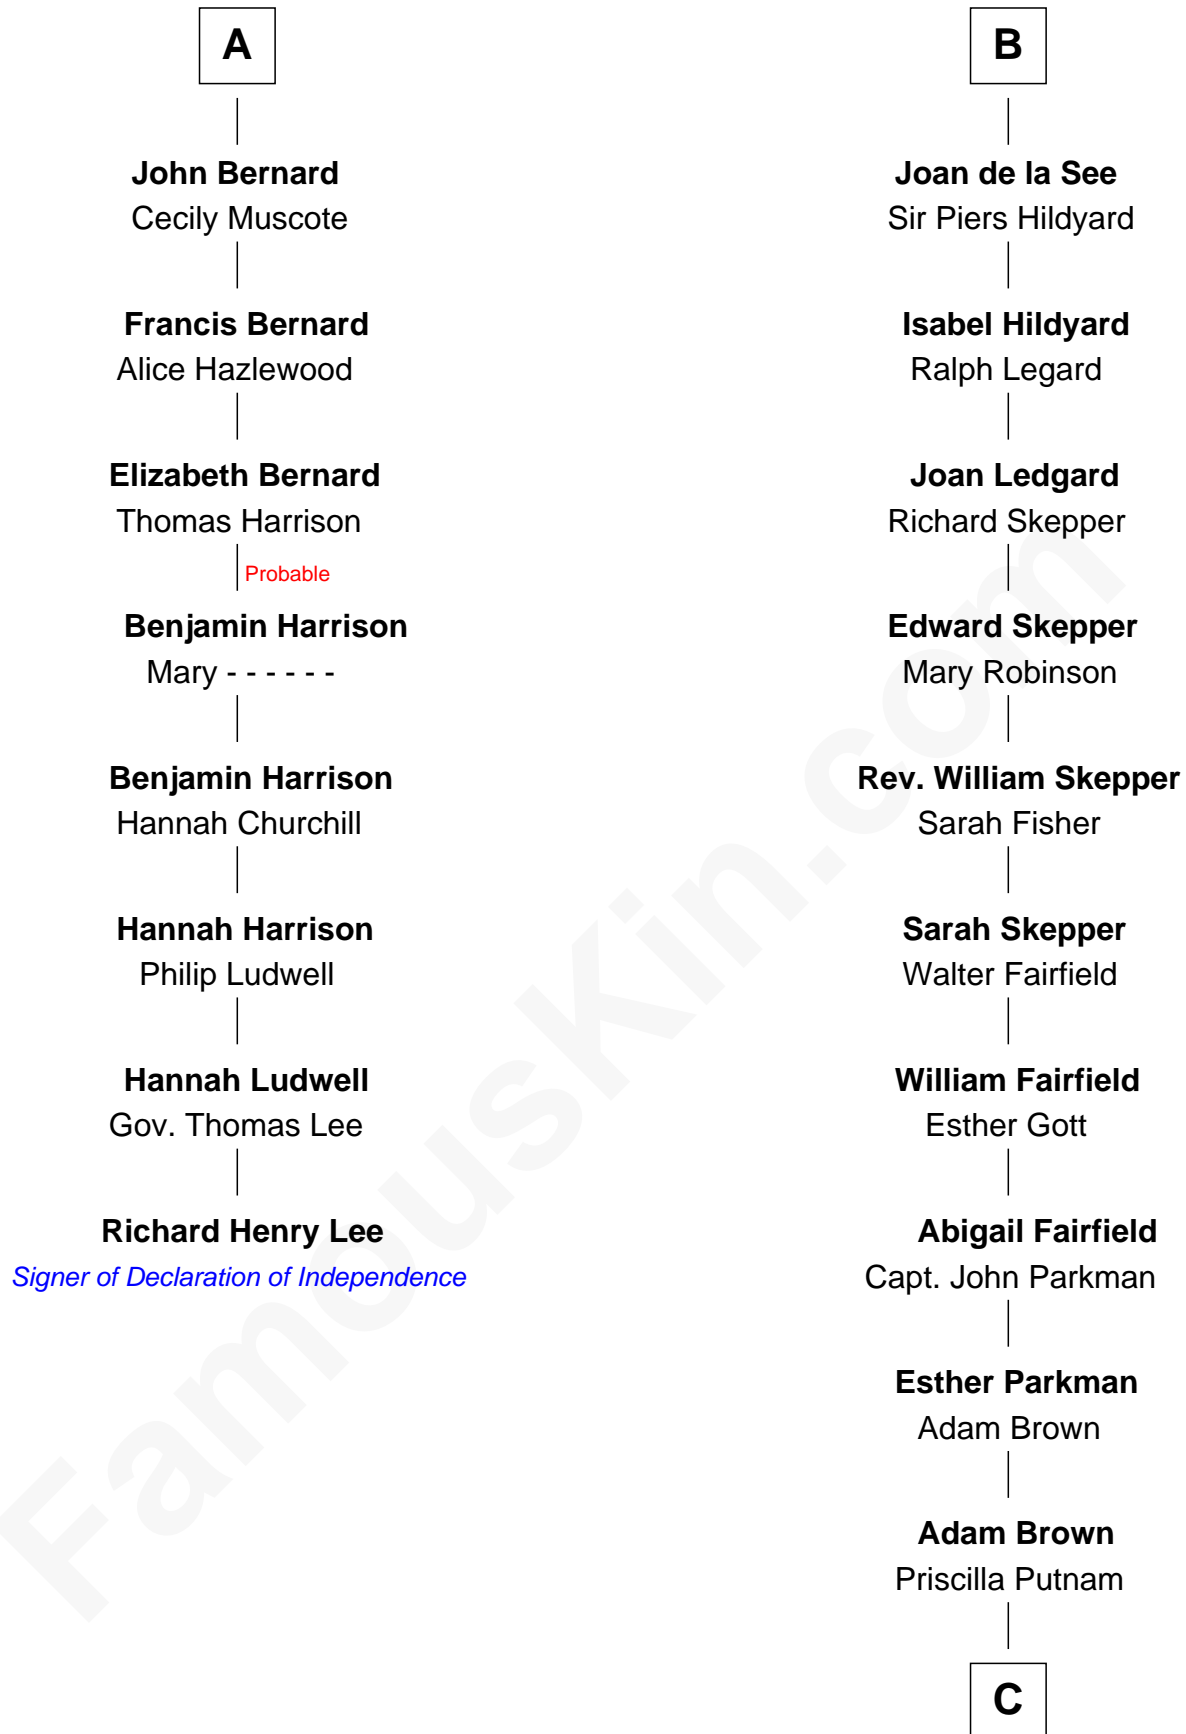 A
John Bernard
Cecily Muscote
Francis Bernard
Alice Hazlewood
Elizabeth Bernard
Thomas Harrison
Probable
Benjamin Harrison
Mary - - - - - -
Benjamin Harrison
Hannah Churchill
Hannah Harrison
Philip Ludwell
Hannah Ludwell
Gov. Thomas Lee
Richard Henry Lee
Signer of Declaration of Independence
B
Joan de la See
Sir Piers Hildyard
Isabel Hildyard
Ralph Legard
Joan Ledgard
Richard Skepper
Edward Skepper
Mary Robinson
Rev. William Skepper
Sarah Fisher
Sarah Skepper
Walter Fairfield
William Fairfield
Esther Gott
Abigail Fairfield
Capt. John Parkman
Esther Parkman
Adam Brown
Adam Brown
Priscilla Putnam
C
FamousKin.com